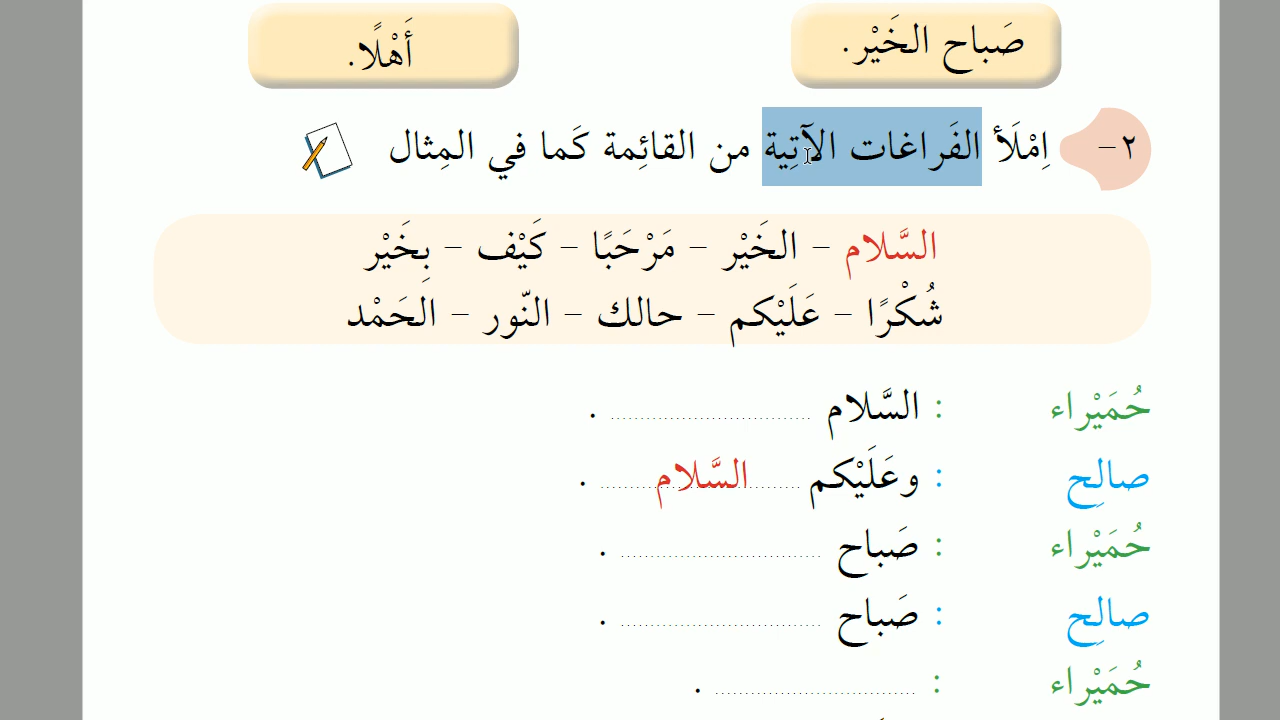 صَباح الخَيْر. أَهْلًا.
٢- اِمْلَأ الفَراغات الآتِية من القائِمة كَما في المِثال
السَّلام – الخَيْر – مَرْحَبًا – كَيْف – بِخَيْر
شُكْرًا – عَلَيْكم – حالك – النّور – الحَمْد
حُمَيْراء : السَّلام .................... .
صالِح : وعَلَيْكم السَّلام .
حُمَيْراء : صَباح .................... .
صالِح : صَباح .................... .
حُمَيْراء : .................... .